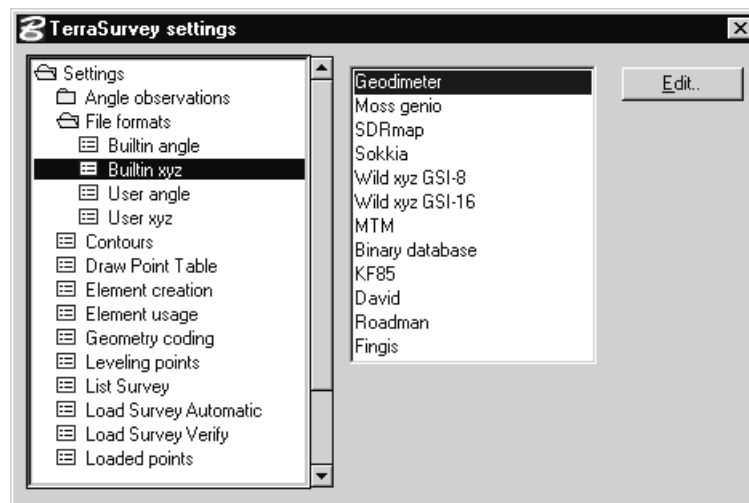 TerraSurvey settings
Settings
Angle observations
File formats
Builtin angle
Builtin xyz
User angle
User xyz
Contours
Draw Point Table
Element creation
Element usage
Geometry coding
Leveling points
List Survey
Load Survey Automatic
Load Survey Verify
Loaded points
Geodimeter
Moss genio
SDRmap
Sokkia
Wild xyz GSI-8
Wild xyz GSI-16
MTM
Binary database
KF85
David
Roadman
Fingis
Edit..